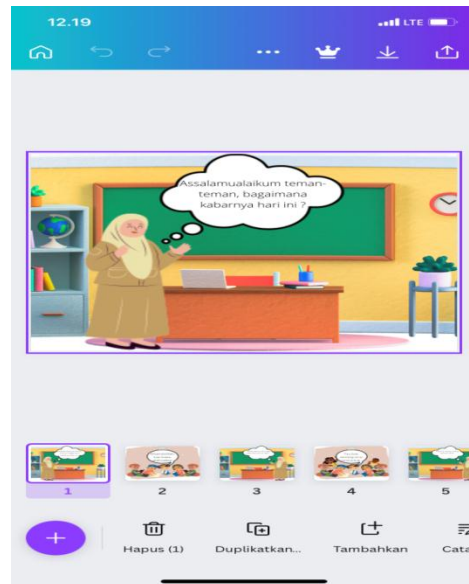 12.19
LTE
Assalamualaikum teman-
teman, bagaimana
kabarnya hari ini ?
1
2
3
4
5
Hapus (1)
Duplikatkan...
Tambahkan
Cata